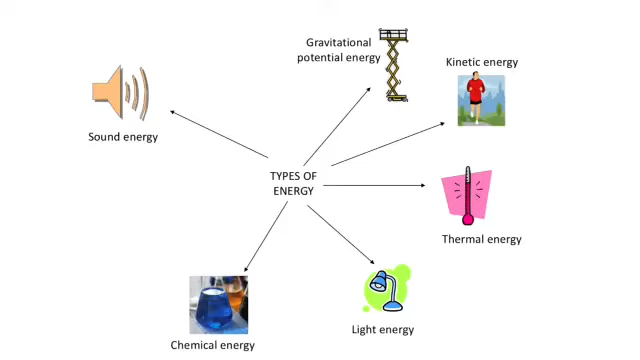 Gravitational
potential energy
Kinetic energy
Sound energy
TYPES OF
ENERGY
Thermal energy
Light energy
Chemical energy